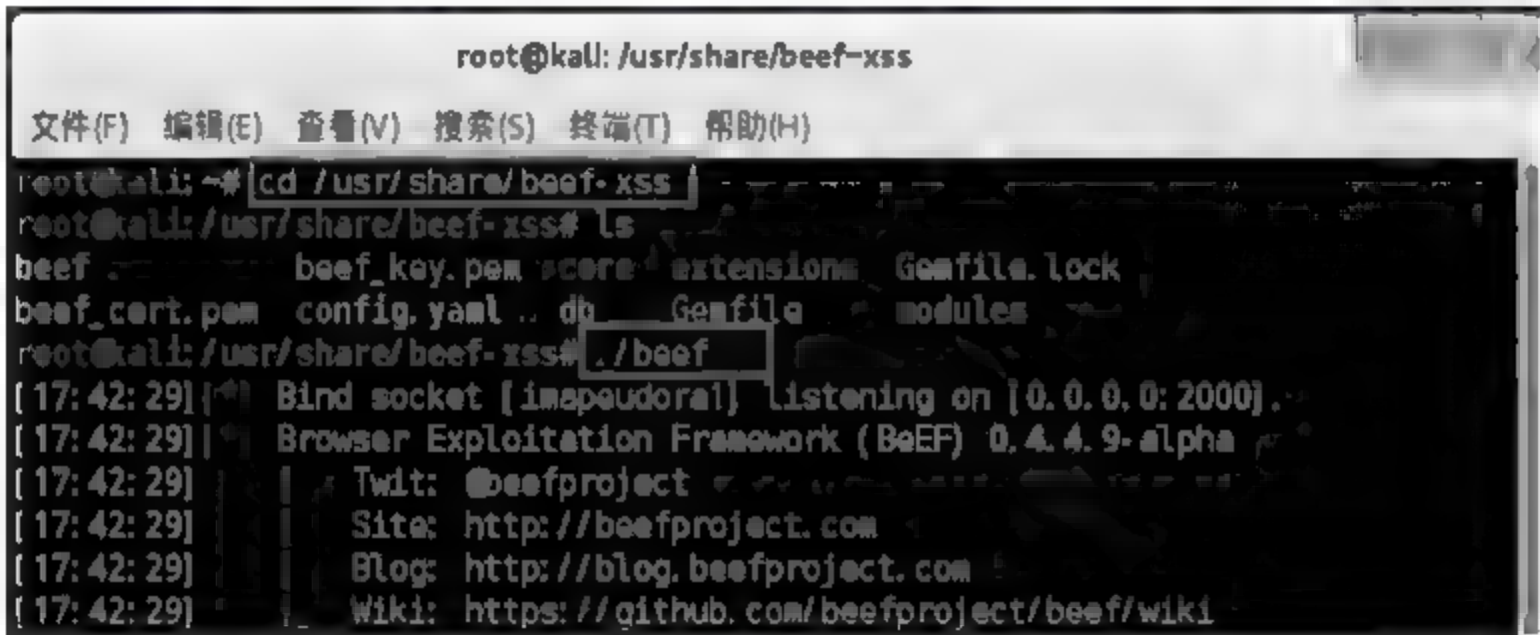 root@kali: /usr/share/beef-xss
文件(F) 编辑(E) 查看(V) 搜索(S) 终端(T) 帮助(H)
root@kali:~# cd /usr/share/beef-xss
root@kali:/usr/share/beef-xss# ls
beef beef_key.pem core extensions Gemfile.lock
beef_cert.pem config.yaml db Gemfile modules
root@kali:/usr/share/beef-xss# ./beef
[17:42:29][*] Bind socket [imapeudora1] listening on [0.0.0.0:2000].
[17:42:29][*] Browser Exploitation Framework (BeEF) 0.4.4.9-alpha
[17:42:29] | Twit: @beefproject
[17:42:29] | Site: http://beefproject.com
[17:42:29] | Blog: http://blog.beefproject.com
[17:42:29] |_ Wiki: https://github.com/beefproject/beef/wiki